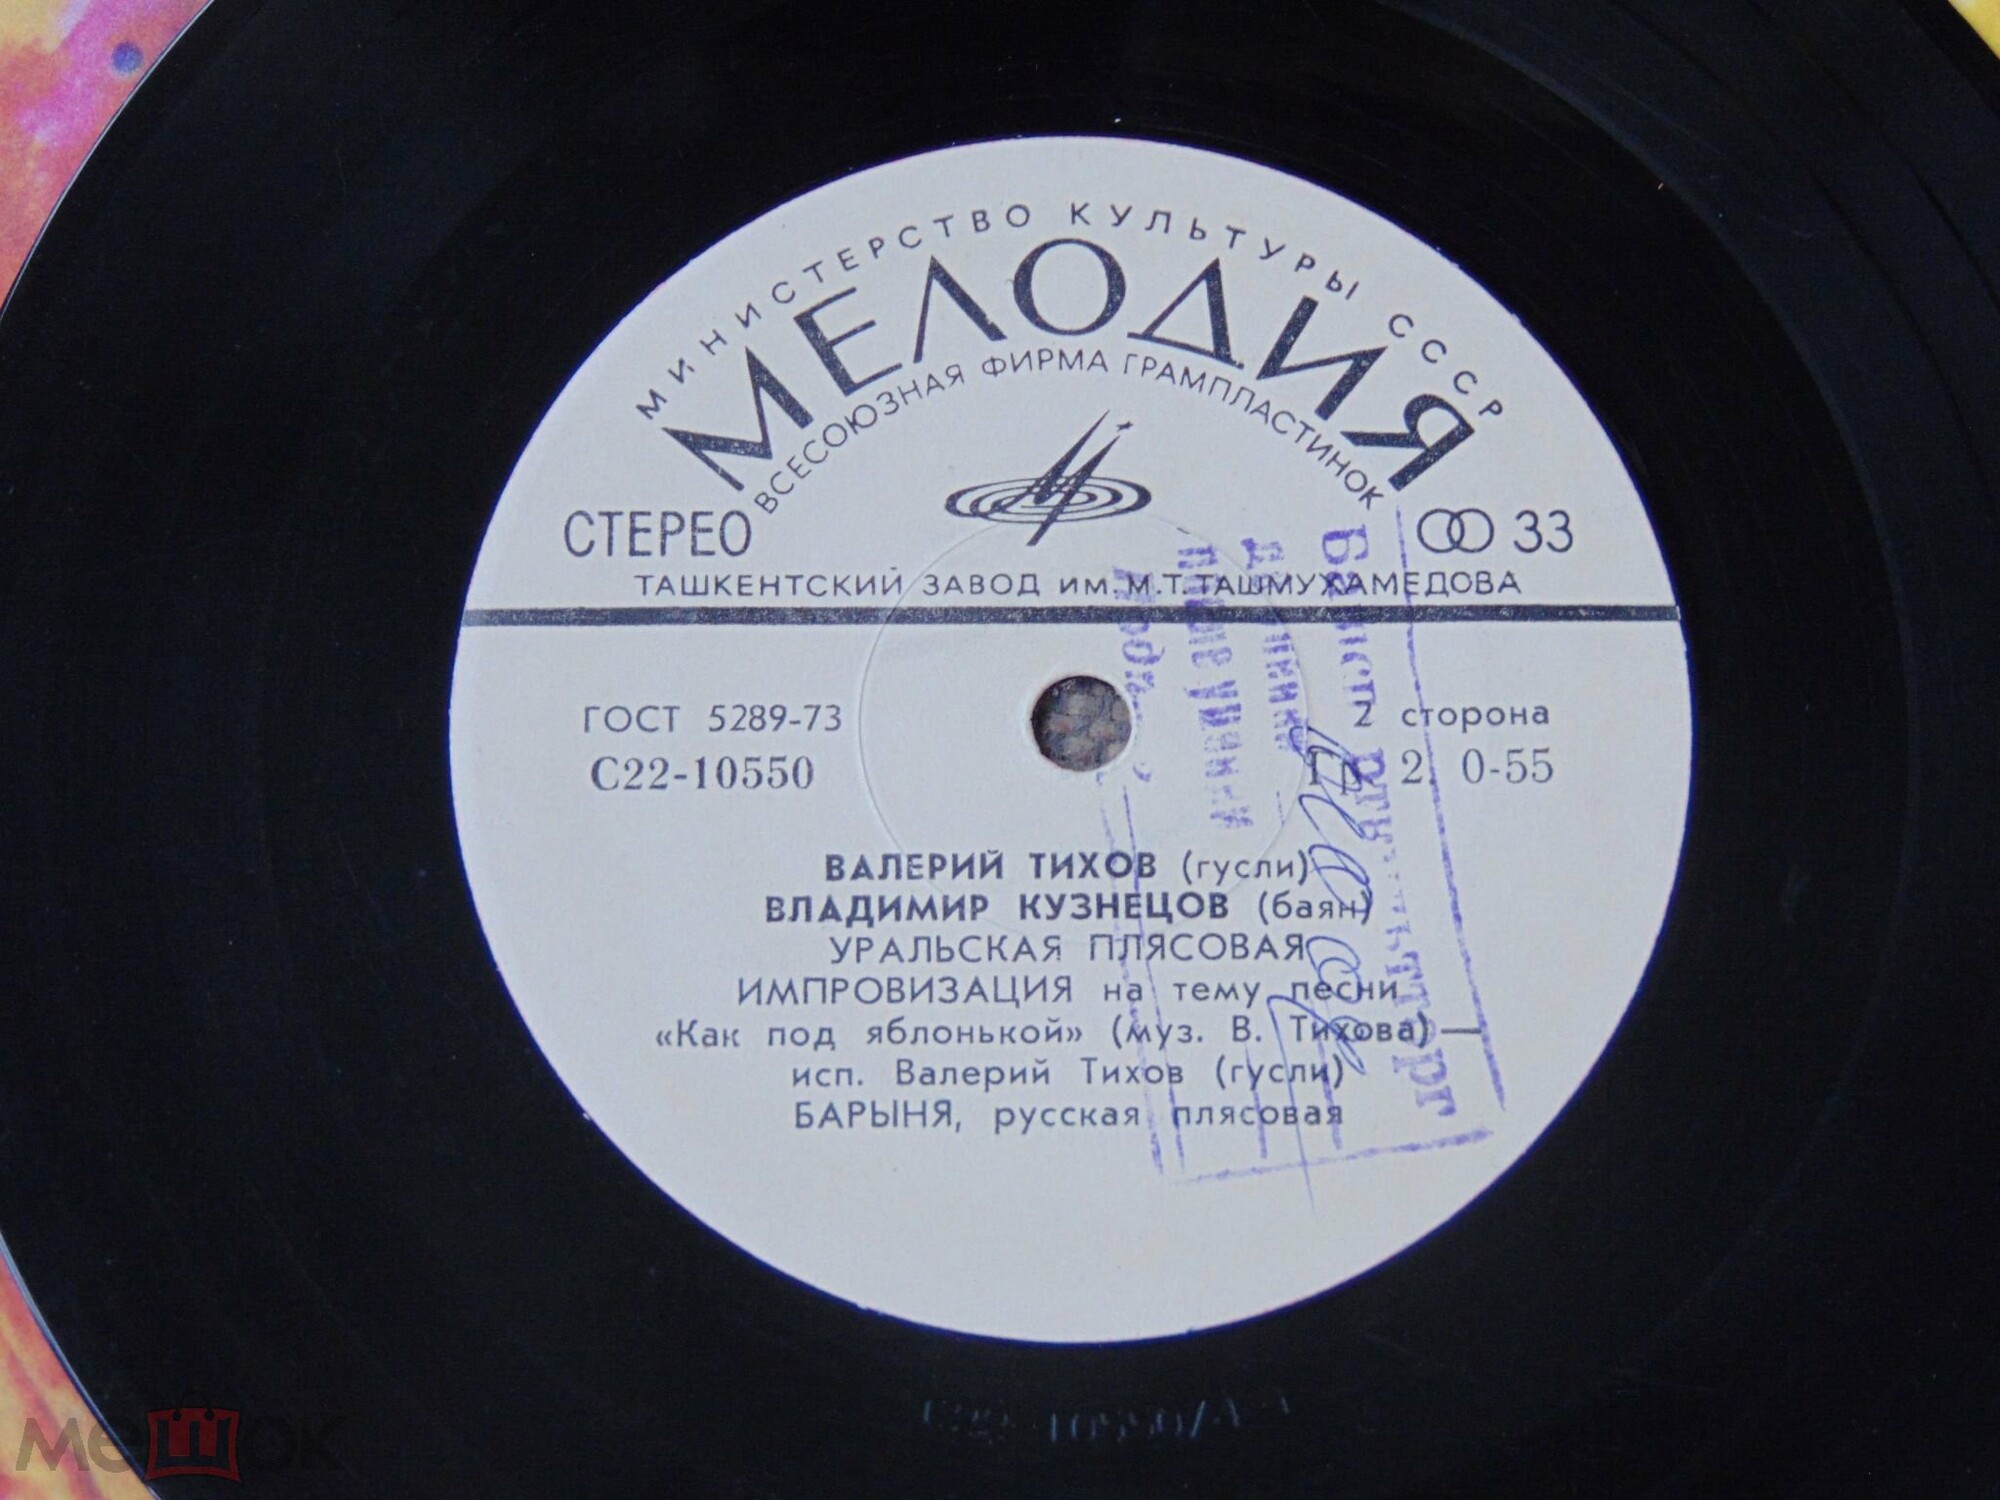 МИНИСТЕРСТВО КУЛЬТУРЫ СССР
МЕЛОДИЯ
ВСЕСОЮЗНАЯ ФИРМА ГРАМПЛАСТИНОК
СТЕРЕО
33
ТАШКЕНТСКИЙ ЗАВОД им. М.Т. ТАШМУХАМЕДОВА
ГОСТ 5289-73
2 сторона
С22-10550
2 0-55
ВАЛЕРИЙ ТИХОВ (гусли)
ВЛАДИМИР КУЗНЕЦОВ (баян)
УРАЛЬСКАЯ ПЛЯСОВАЯ
ИМПРОВИЗАЦИЯ на тему песни
«Как под яблонькой» (муз. В. Тихова) —
исп. Валерий Тихов (гусли)
БАРЫНЯ, русская плясовая
мешок